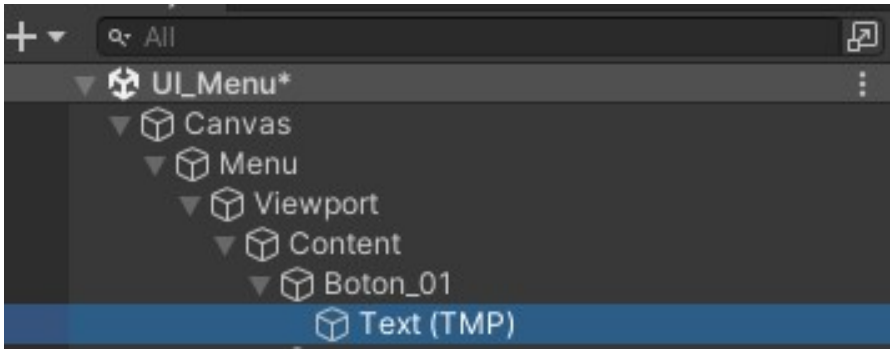 All
UI_Menu*
Canvas
Menu
Viewport
Content
Boton_01
Text (TMP)